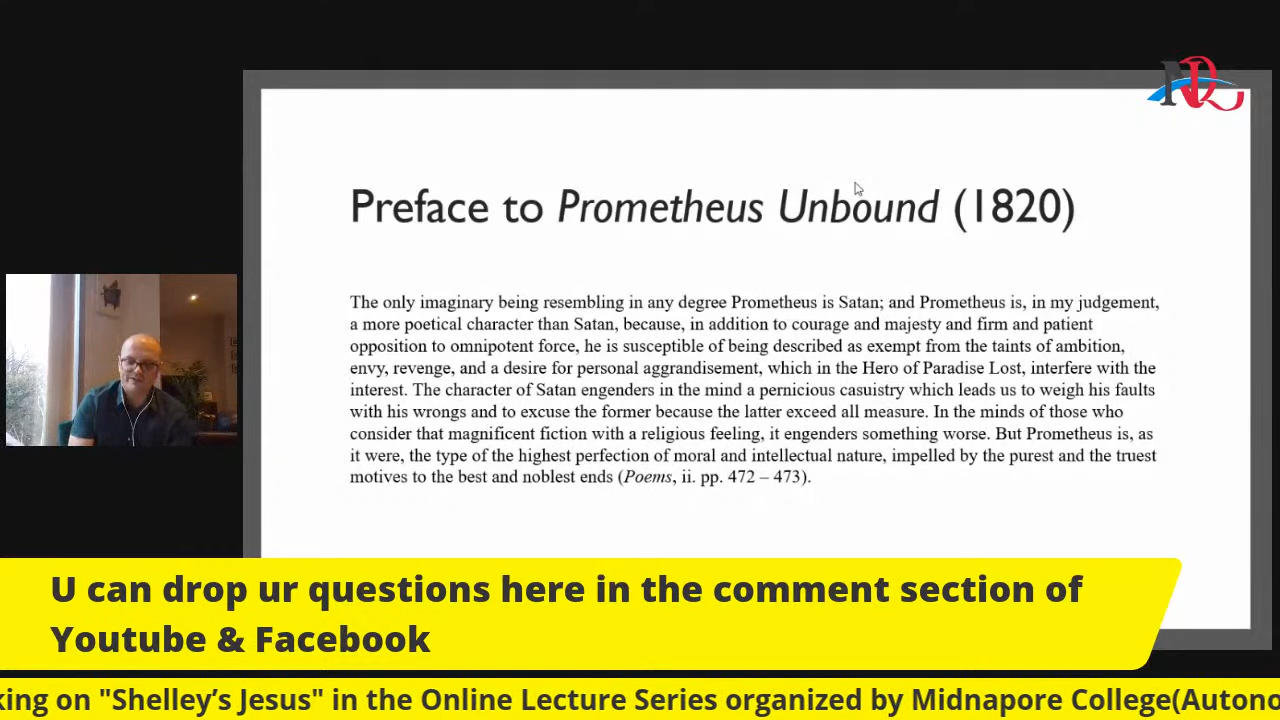 Preface to Prometheus Unbound (1820)
The only imaginary being resembling in any degree Prometheus is Satan; and Prometheus is, in my judgement,
a more poetical character than Satan, because, in addition to courage and majesty and firm and patient
opposition to omnipotent force, he is susceptible of being described as exempt from the taints of ambition,
envy, revenge, and a desire for personal aggrandisement, which in the Hero of Paradise Lost, interfere with the
interest. The character of Satan engenders in the mind a pernicious casuistry which leads us to weigh his faults
with his wrongs and to excuse the former because the latter exceed all measure. In the minds of those who
consider that magnificent fiction with a religious feeling, it engenders something worse. But Prometheus is, as
it were, the type of the highest perfection of moral and intellectual nature, impelled by the purest and the truest
motives to the best and noblest ends (Poems, ii. pp. 472 – 473).
U can drop ur questions here in the comment section of
Youtube & Facebook
king on "Shelley’s Jesus" in the Online Lecture Series organized by Midnapore College(Autono